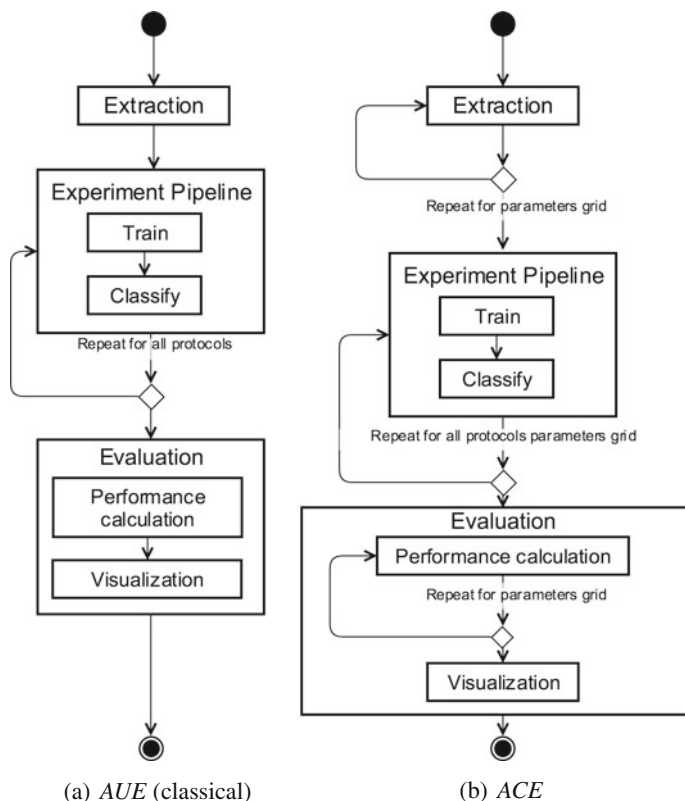 Extraction
Experiment Pipeline
Train
Classify
Repeat for all protocols
Evaluation
Performance
calculation
Visualization
(a) AUE (classical)
Extraction
Repeat for parameters grid
Experiment Pipeline
Train
Classify
Repeat for all protocols parameters grid
Evaluation
Performance calculation
Repeat for parameters grid
Visualization
(b) ACE